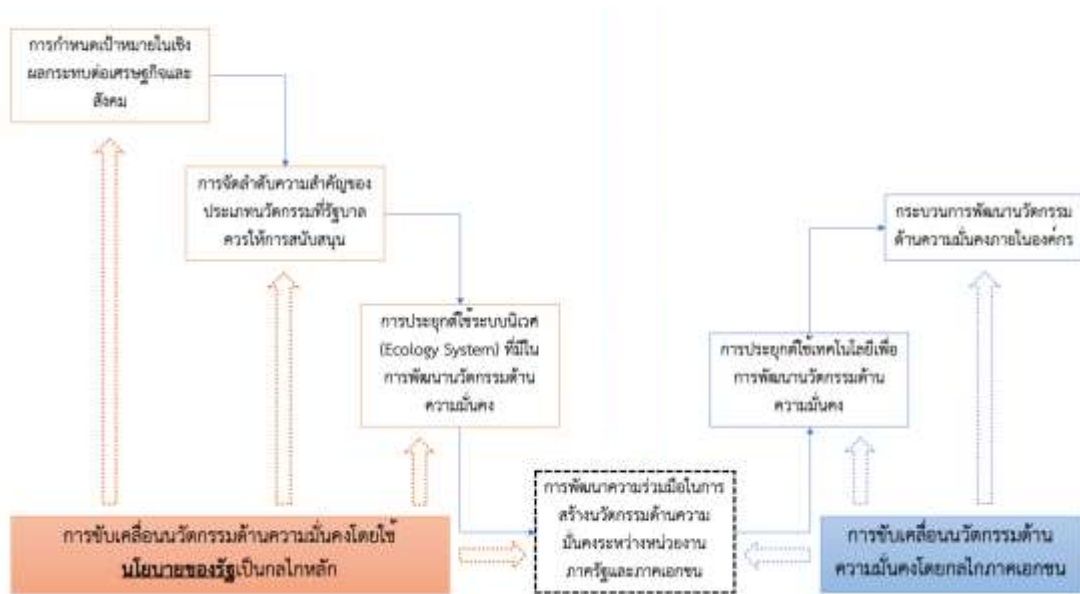 การกำหนดเป้าหมายในเชิง
ผลกระทบต่อเศรษฐกิจและ
สังคม
การจัดลำดับความสำคัญของ
ประเภทนวัตกรรมที่รัฐบาล
ควรให้การสนับสนุน
การประยุกต์ใช้ระบบนิเวศ
(Ecology System) ที่มีใน
การพัฒนานวัตกรรมด้าน
ความมั่นคง
การพัฒนาความร่วมมือในการ
สร้างนวัตกรรมด้านความ
มั่นคงระหว่างหน่วยงาน
ภาครัฐและภาคเอกชน
การประยุกต์ใช้เทคโนโลยีเพื่อ
การพัฒนานวัตกรรมด้าน
ความมั่นคง
กระบวนการพัฒนานวัตกรรม
ด้านความมั่นคงภายในองค์กร
การขับเคลื่อนนวัตกรรมด้านความมั่นคงโดยใช้
นโยบายของรัฐเป็นกลไกหลัก
การขับเคลื่อนนวัตกรรมด้าน
ความมั่นคงโดยกลไกภาคเอกชน